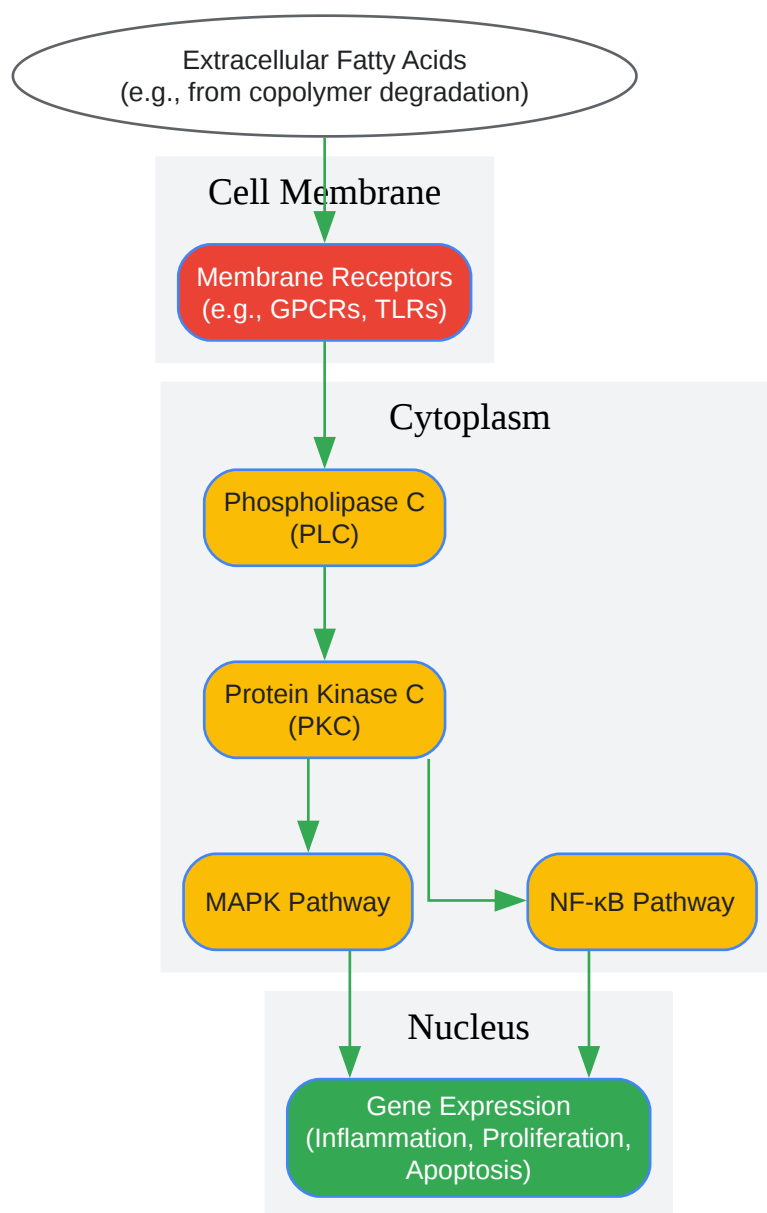 Extracellular Fatty Acids
(e.g., from copolymer degradation)
Cell Membrane
Membrane Receptors
(e.g., GPCRs, TLRs)
Cytoplasm
Phospholipase C
(PLC)
Protein Kinase C
(PKC)
MAPK Pathway
NF-κB Pathway
Nucleus
Gene Expression
(Inflammation, Proliferation,
Apoptosis)